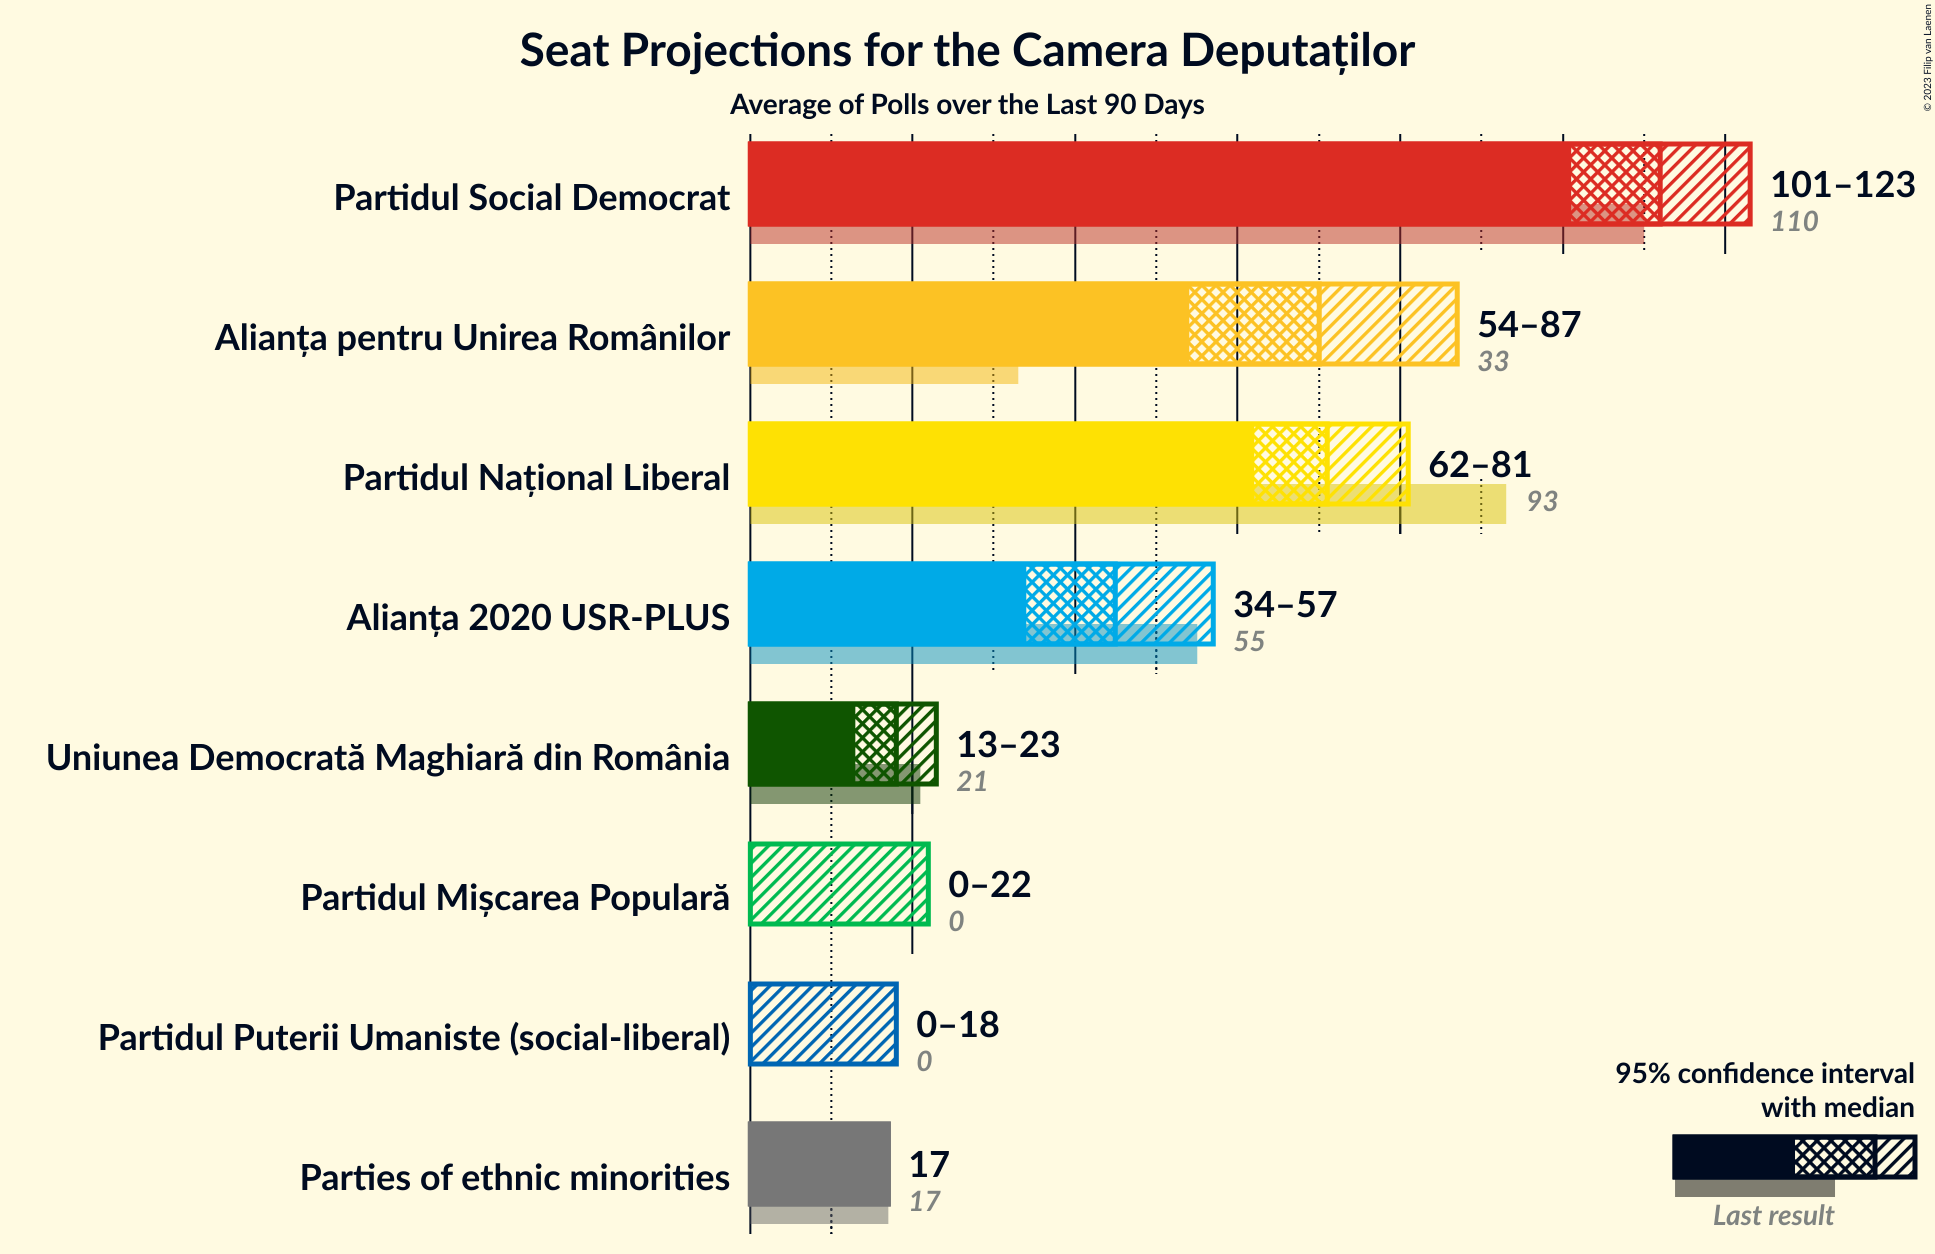 Seat Projections for the Camera Deputaților
Average of Polls over the Last 90 Days
© 2023 Filip van Laenen
Partidul Social Democrat
101–123
110
Alianța pentru Unirea Românilor
54–87
33
Partidul Național Liberal
62–81
93
Alianța 2020 USR-PLUS
34–57
55
Uniunea Democrată Maghiară din România
13–23
21
Partidul Mișcarea Populară
0–22
0
Partidul Puterii Umaniste (social-liberal)
0–18
0
Parties of ethnic minorities
17
17
95% confidence interval
with median
Last result